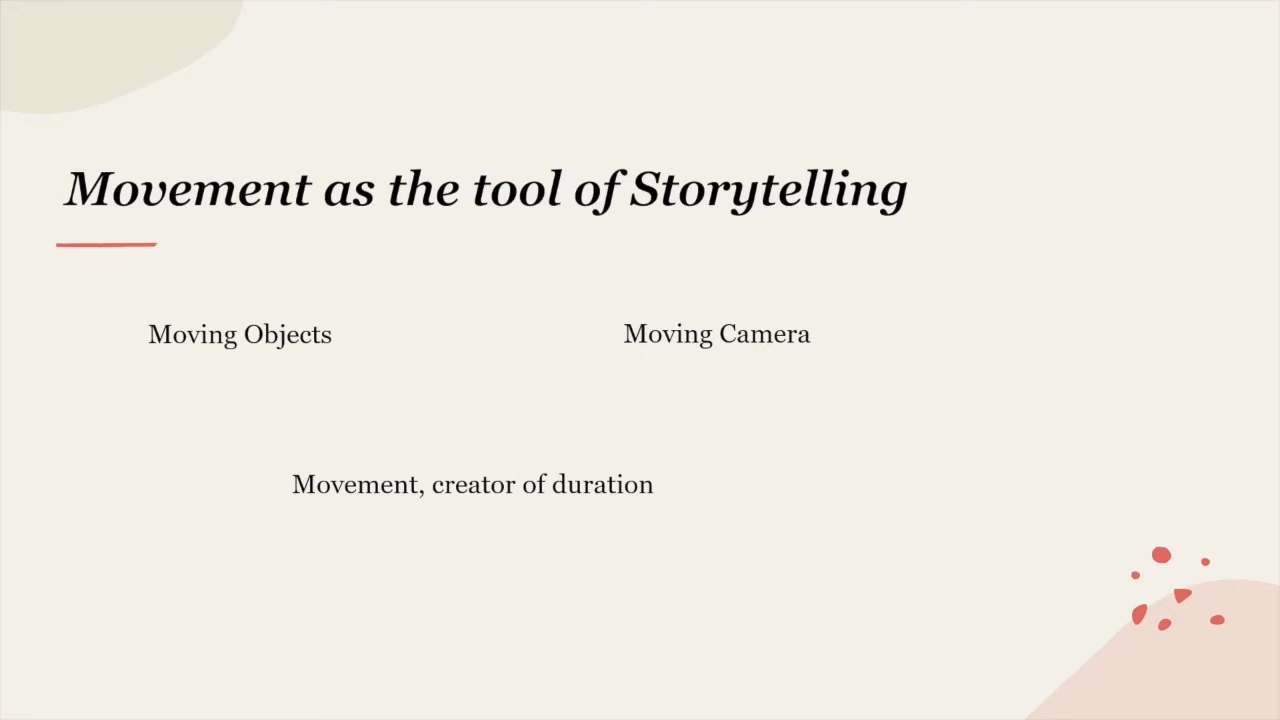 Movement as the tool of Storytelling
Moving Objects
Moving Camera
Movement, creator of duration